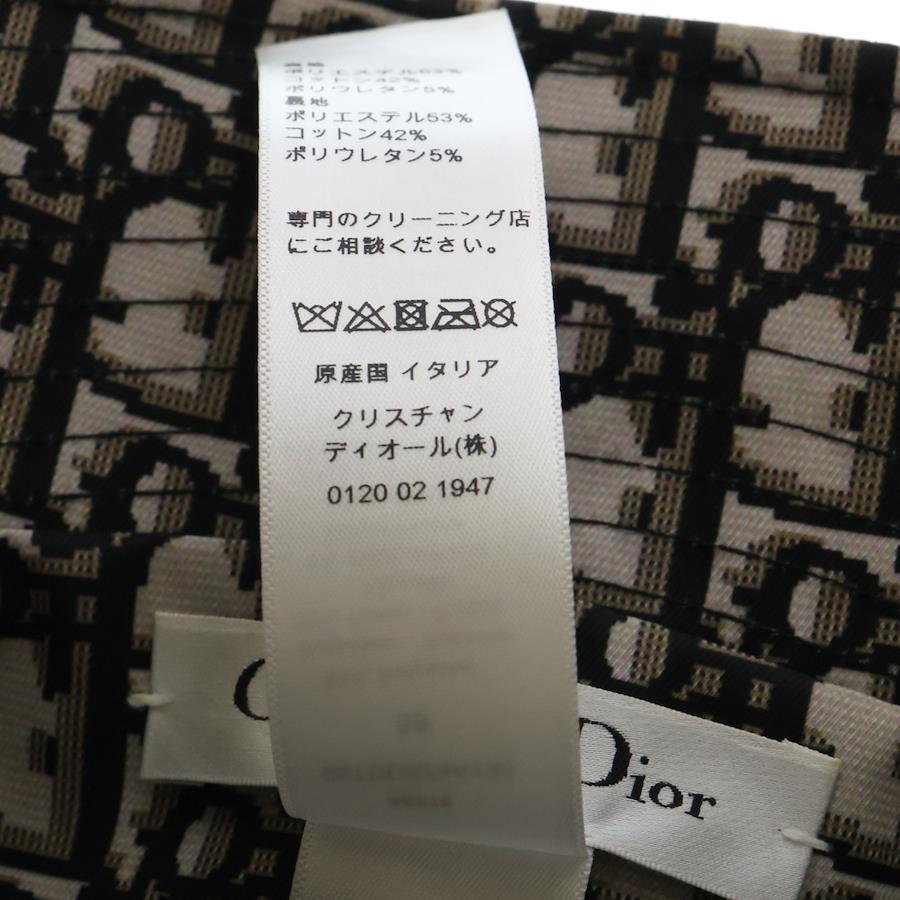 表地
ポリエステル53%
コットン42%
ポリウレタン5%
裏地
ポリエステル53%
コットン42%
ポリウレタン5%
専門のクリーニング店
にご相談ください。
原産国 イタリア
クリスチャン
ディオール(株)
0120 02 1947
Dior